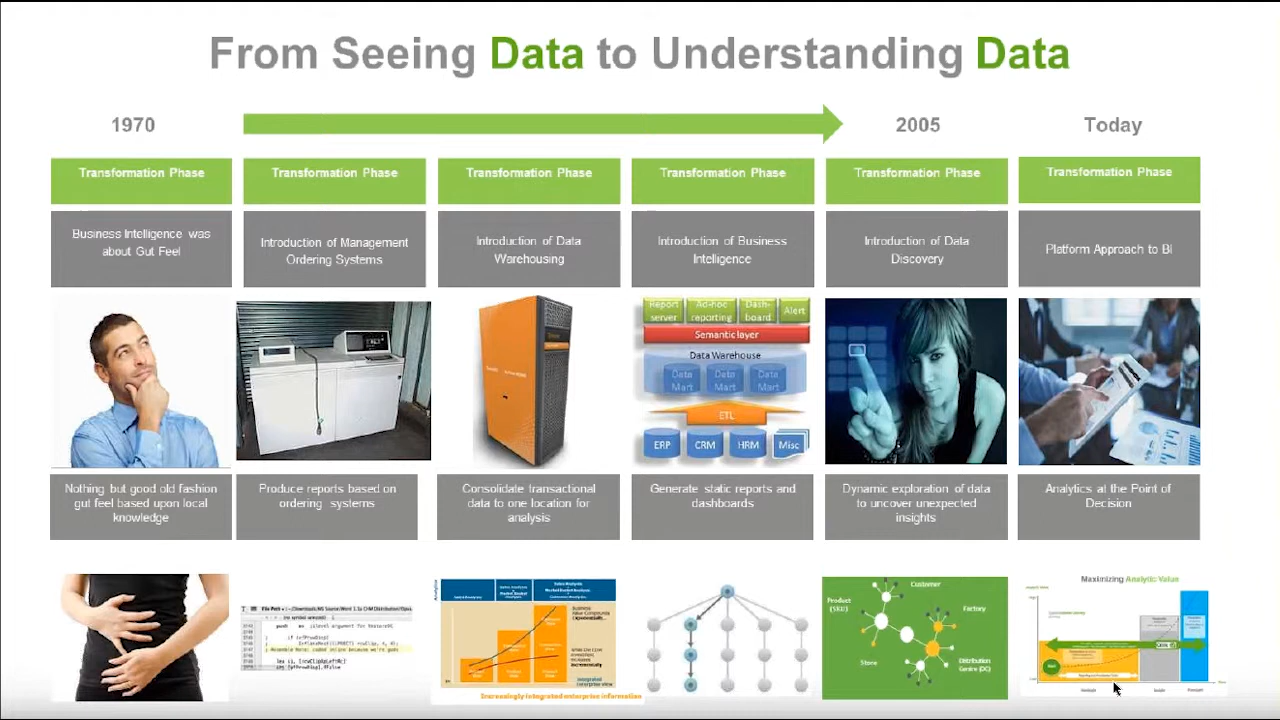 From Seeing Data to Understanding Data
1970
2005
Today
Transformation Phase
Transformation Phase
Transformation Phase
Transformation Phase
Transformation Phase
Transformation Phase
Business Intelligence was
about Gut Feel
Introduction of Management
Ordering Systems
Introduction of Data
Warehousing
Introduction of Business
Intelligence
Introduction of Data
Discovery
Platform Approach to BI
Report
server
Ad-hoc
reporting
Dash-
board
Alert
Semantic layer
Data Warehouse
Data
Mart
Data
Mart
Data
Mart
ETL
ERP
CRM
HRM
Misc
Nothing but good old fashion
gut feel based upon local
knowledge
Produce reports based on
ordering systems
Consolidate transactional
data to one location for
analysis
Generate static reports and
dashboards
Dynamic exploration of data
to uncover unexpected
insights
Analytics at the Point of
Decision
Increasingly integrated enterprise information
Product
(SKU)
Customer
Factory
Store
Distribution
Centre (DC)
Maximizing Analytic Value